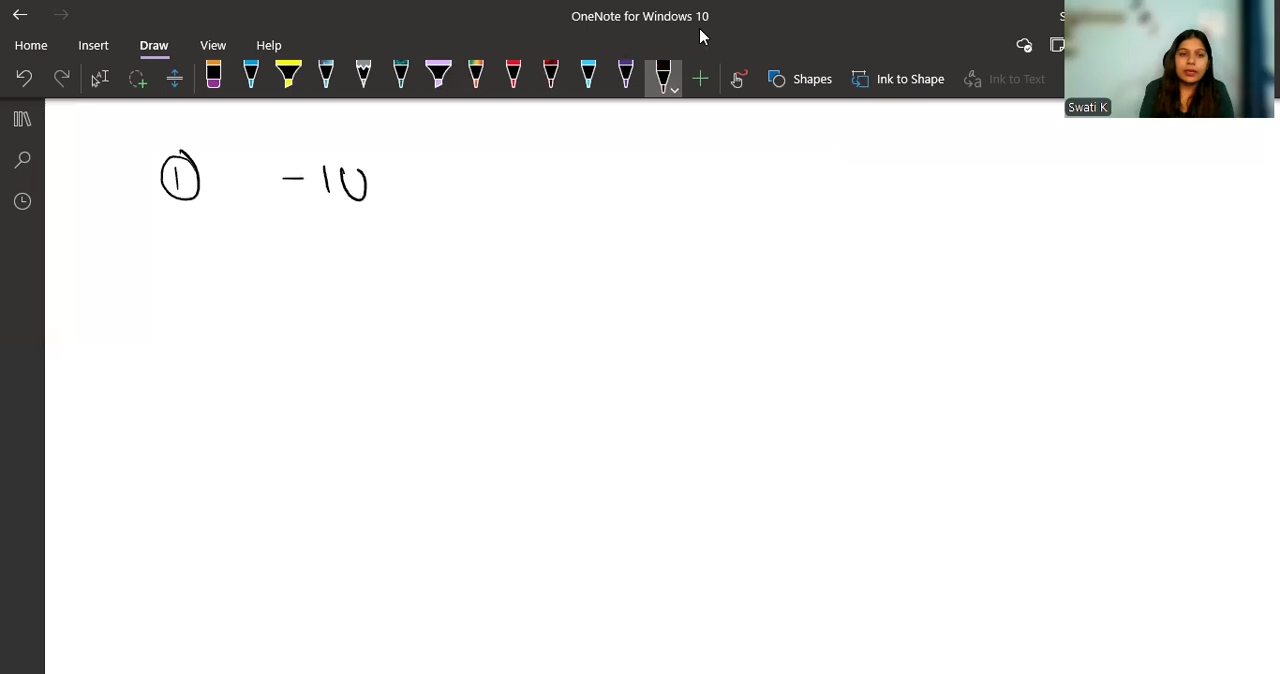 OneNote for Windows 10
Home Insert Draw View Help
Shapes Ink to Shape Ink to Text
Swati K
① - 10